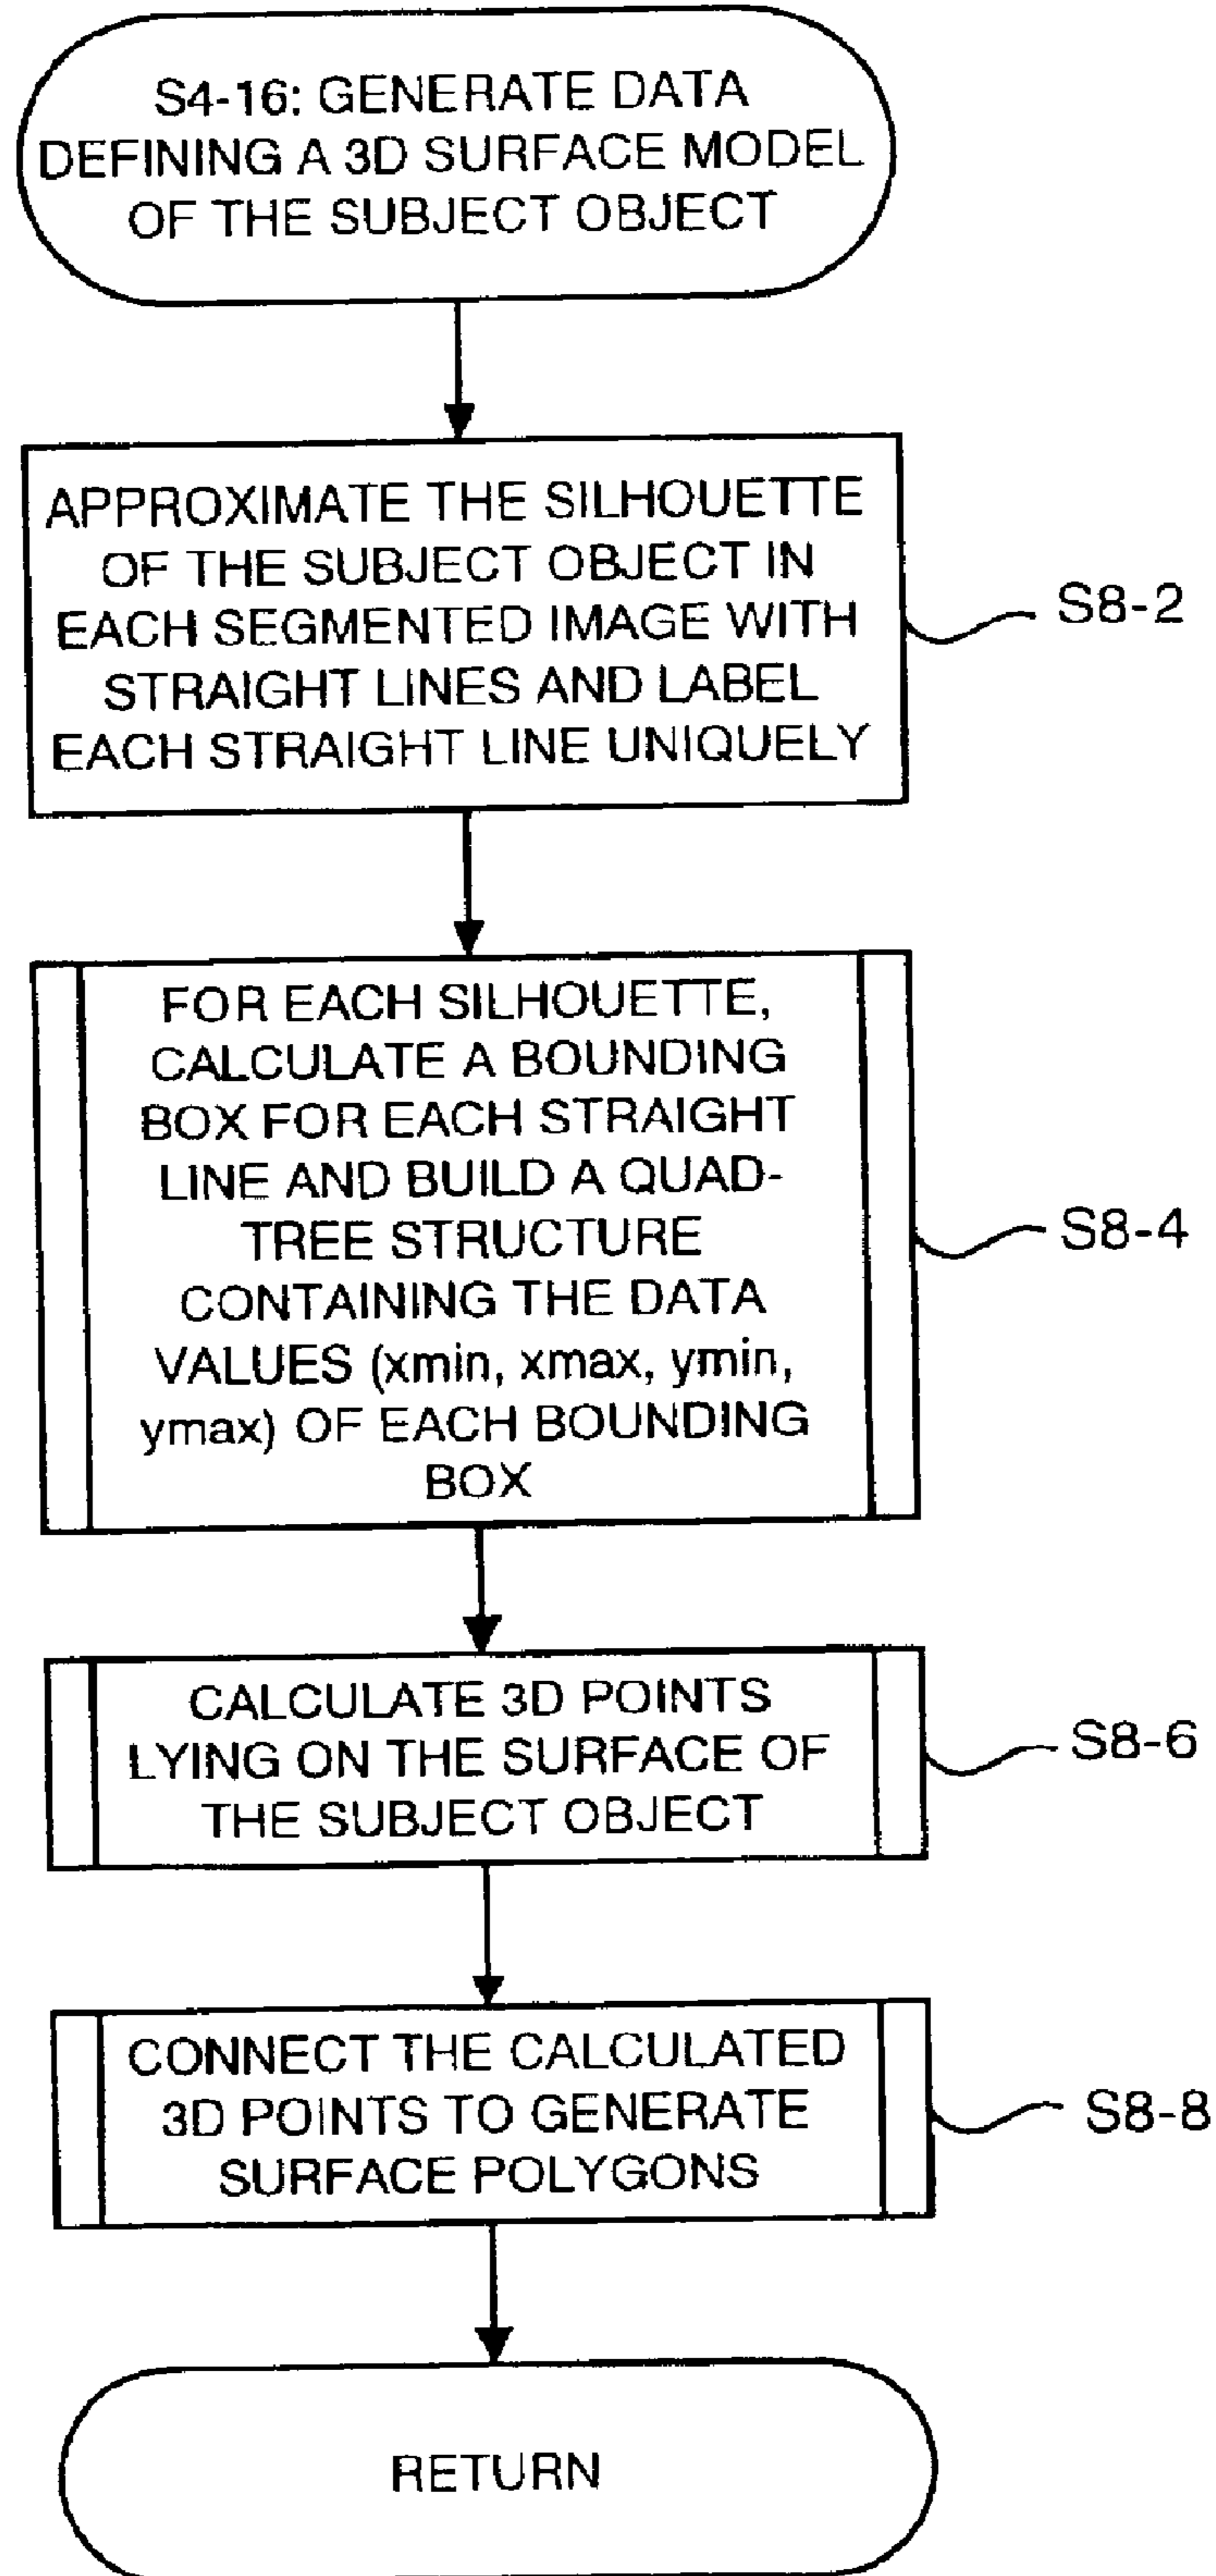 S4-16: GENERATE DATA
DEFINING A 3D SURFACE MODEL
OF THE SUBJECT OBJECT
APPROXIMATE THE SILHOUETTE
OF THE SUBJECT OBJECT IN
EACH SEGMENTED IMAGE WITH
STRAIGHT LINES AND LABEL
EACH STRAIGHT LINE UNIQUELY
S8-2
FOR EACH SILHOUETTE,
CALCULATE A BOUNDING
BOX FOR EACH STRAIGHT
LINE AND BUILD A QUAD-
TREE STRUCTURE
CONTAINING THE DATA
VALUES (xmin, xmax, ymin,
ymax) OF EACH BOUNDING
BOX
S8-4
CALCULATE 3D POINTS
LYING ON THE SURFACE OF
THE SUBJECT OBJECT
S8-6
CONNECT THE CALCULATED
3D POINTS TO GENERATE
SURFACE POLYGONS
S8-8
RETURN